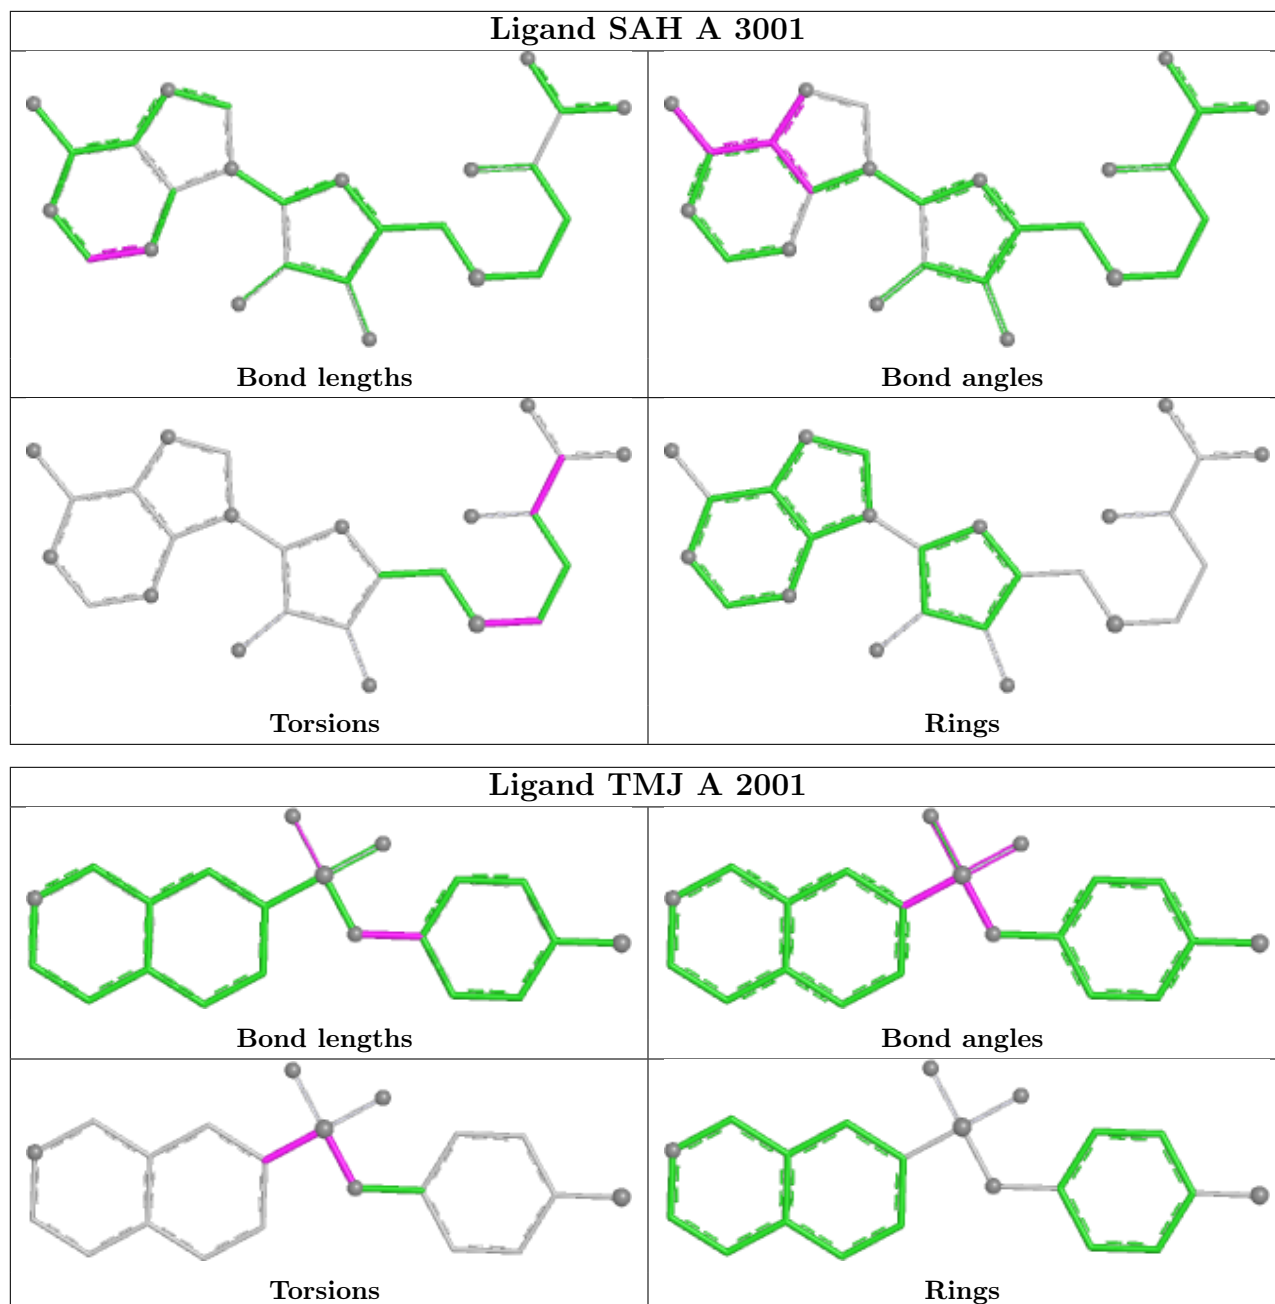 Ligand SAH A 3001
Bond lengths
Bond angles
Torsions
Rings
Ligand TMJ A 2001
Bond lengths
Bond angles
Torsions
Rings